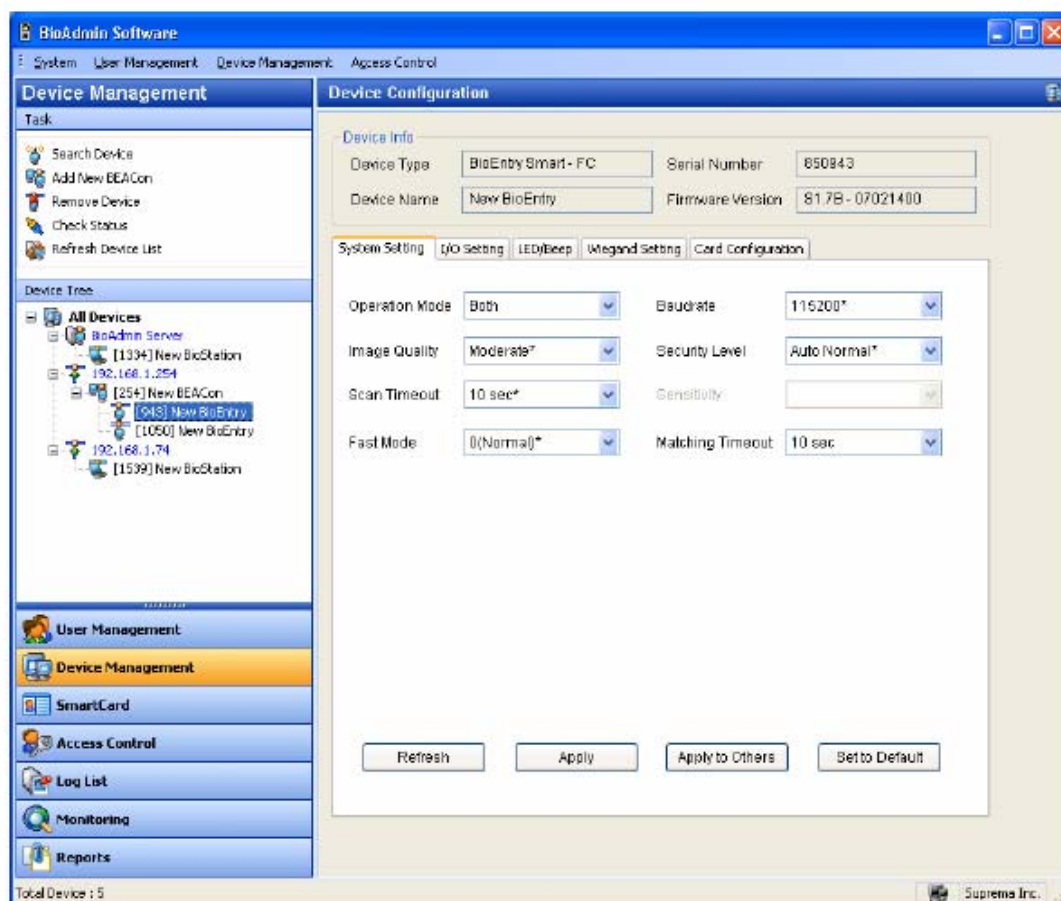 BioAdmin Software
System User Management Device Management Access Control
Device Management
Task
Search Device
Add New BEACon
Remove Device
Check Status
Refresh Device List
Device Tree
All Devices
BioAdmin Server
[1334] New BioStation
192.168.1.254
[254] New BEACon
[943] New BioEntry
[1050] New BioEntry
192.168.1.74
[1539] New BioStation
User Management
Device Management
SmartCard
Access Control
Log List
Monitoring
Reports
Device Configuration
Device Info
Device Type BioEntry Smart - FC Serial Number 850943
Device Name New BioEntry Firmware Version S1.7B - 07021400
System Setting I/O Setting LED/Beep Wiegand Setting Card Configuration
Operation Mode Both Baudrate 115200*
Image Quality Moderate* Security Level Auto Normal*
Scan Timeout 10 sec* Sensitivity
Fast Mode 0(Normal)* Matching Timeout 10 sec
Refresh Apply Apply to Others Set to Default
Total Device : 5 Suprema Inc.